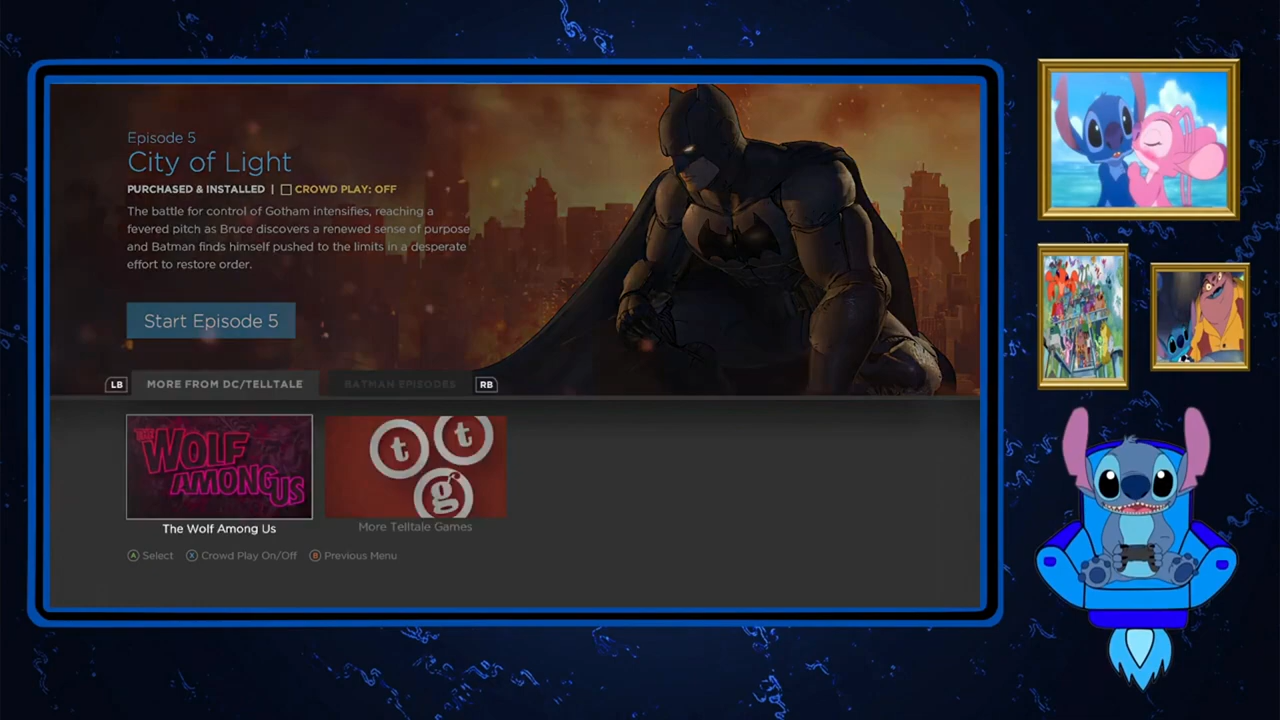 Episode 5
City of Light
PURCHASED & INSTALLED | CROWD PLAY: OFF
The battle for control of Gotham intensifies, reaching a
fevered pitch as Bruce discovers a renewed sense of purpose
and Batman finds himself pushed to the limits in a desperate
effort to restore order.
Start Episode 5
LB MORE FROM DC/TELLTALE BATMAN EPISODES RB
THE WOLF AMONG US
t t g
The Wolf Among Us
More Telltale Games
A Select X Crowd Play On/Off B Previous Menu